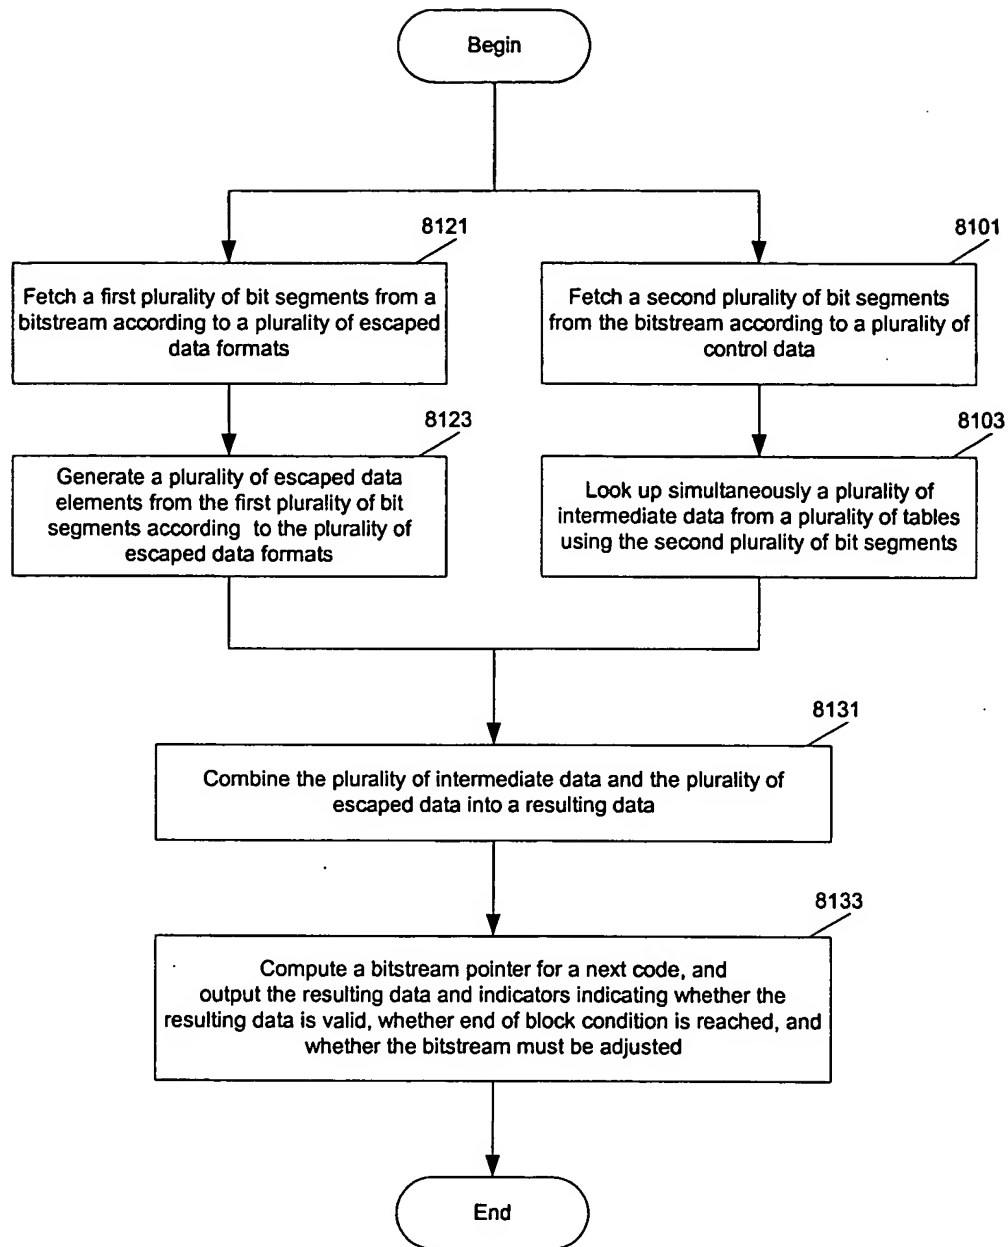 Begin
8121
Fetch a first plurality of bit segments from a
bitstream according to a plurality of escaped
data formats
8101
Fetch a second plurality of bit segments
from the bitstream according to a plurality of
control data
8123
Generate a plurality of escaped data
elements from the first plurality of bit
segments according to the plurality of
escaped data formats
8103
Look up simultaneously a plurality of
intermediate data from a plurality of tables
using the second plurality of bit segments
8131
Combine the plurality of intermediate data and the plurality of
escaped data into a resulting data
8133
Compute a bitstream pointer for a next code, and
output the resulting data and indicators indicating whether the
resulting data is valid, whether end of block condition is reached, and
whether the bitstream must be adjusted
End